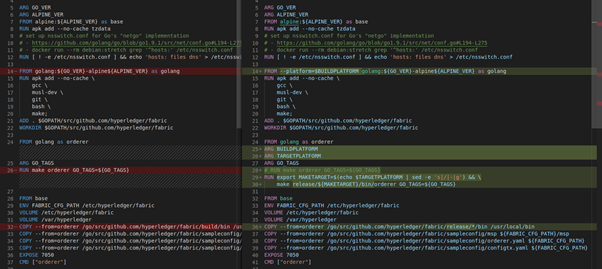 4
5 ARG GO_VER
6 ARG ALPINE_VER
7 FROM alpine:${ALPINE_VER} as base
8 RUN apk add --no-cache tzdata
9 # set up nsswitch.conf for Go's "netgo" implementation
10 # - https://github.com/golang/go/blob/go1.9.1/src/net/conf.go#L194-L275
11 # - docker run --rm debian:stretch grep '^hosts:' /etc/nsswitch.conf
12 RUN [ ! -e /etc/nsswitch.conf ] && echo 'hosts: files dns' > /etc/nssw
13
14 - FROM golang:${GO_VER}-alpine${ALPINE_VER} as golang
15 RUN apk add --no-cache \
16 gcc \
17 musl-dev \
18 git \
19 bash \
20 make;
21 ADD . $GOPATH/src/github.com/hyperledger/fabric
22 WORKDIR $GOPATH/src/github.com/hyperledger/fabric
23
24 FROM golang as orderer
25 ARG GO_TAGS
26 - RUN make orderer GO_TAGS=${GO_TAGS}
27
28 FROM base
29 ENV FABRIC_CFG_PATH /etc/hyperledger/fabric
30 VOLUME /etc/hyperledger/fabric
31 VOLUME /var/hyperledger
32 - COPY --from=orderer /go/src/github.com/hyperledger/fabric/build/bin /us
33 COPY --from=orderer /go/src/github.com/hyperledger/fabric/sampleconfig/
34 COPY --from=orderer /go/src/github.com/hyperledger/fabric/sampleconfig/
35 COPY --from=orderer /go/src/github.com/hyperledger/fabric/sampleconfig/
36 EXPOSE 7050
37 CMD ["orderer"]
4
5 ARG GO_VER
6 ARG ALPINE_VER
7 FROM alpine:${ALPINE_VER} as base
8 RUN apk add --no-cache tzdata
9 # set up nsswitch.conf for Go's "netgo" implementation
10 # - https://github.com/golang/go/blob/go1.9.1/src/net/conf.go#L194-L275
11 # - docker run --rm debian:stretch grep '^hosts:' /etc/nsswitch.conf
12 RUN [ ! -e /etc/nsswitch.conf ] && echo 'hosts: files dns' > /etc/nsswitch.conf
13
14 + FROM --platform=$BUILDPLATFORM golang:${GO_VER}-alpine${ALPINE_VER} as golang
15 RUN apk add --no-cache \
16 gcc \
17 musl-dev \
18 git \
19 bash \
20 make;
21 ADD . $GOPATH/src/github.com/hyperledger/fabric
22 WORKDIR $GOPATH/src/github.com/hyperledger/fabric
23
24 FROM golang as orderer
25 + ARG BUILDPLATFORM
26 + ARG TARGETPLATFORM
27 ARG GO_TAGS
28 + # RUN make orderer GO_TAGS=${GO_TAGS}
29 + RUN export MAKETARGET=$(echo $TARGETPLATFORM | sed -e 's|/|-|g') && \
30 + make release/${MAKETARGET}/bin/orderer GO_TAGS=${GO_TAGS}
31
32 FROM base
33 ENV FABRIC_CFG_PATH /etc/hyperledger/fabric
34 VOLUME /etc/hyperledger/fabric
35 VOLUME /var/hyperledger
36 + COPY --from=orderer /go/src/github.com/hyperledger/fabric/release/*/bin /usr/local/bin
37 COPY --from=orderer /go/src/github.com/hyperledger/fabric/sampleconfig/msp ${FABRIC_CFG_PATH}/msp
38 COPY --from=orderer /go/src/github.com/hyperledger/fabric/sampleconfig/orderer.yaml ${FABRIC_CFG_PATH}
39 COPY --from=orderer /go/src/github.com/hyperledger/fabric/sampleconfig/configtx.yaml ${FABRIC_CFG_PATH}
40 EXPOSE 7050
41 CMD ["orderer"]